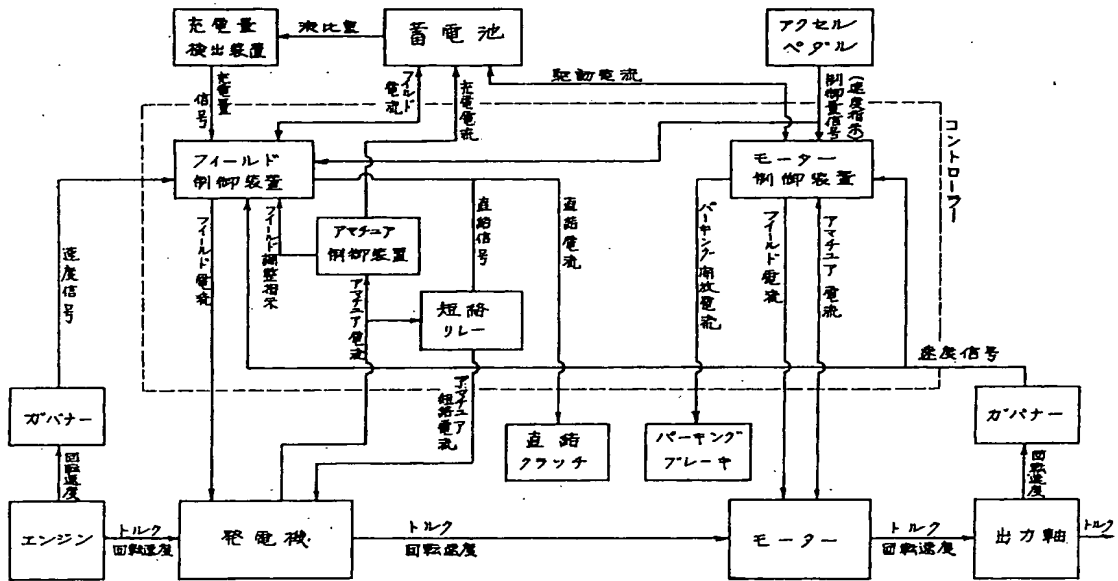 充電量
検出装置
液比重
蓄電池
アクセル
ペダル
充電量
信号
フィールド
電流
充電電流
駆動電流
制御量信号
(速度指示)
コントローラー
フィールド
制御装置
モーター
制御装置
速度信号
フィールド電流
フィールド調整指示
アマチュア
制御装置
直結信号
直結電流
パーキング開放電流
フィールド電流
アマチュア電流
アマチュア電流
短絡
リレー
速度信号
アマチュア
短絡電流
ガバナー
直結
クラッチ
パーキング
ブレーキ
ガバナー
回転速度
回転速度
エンジン
トルク
回転速度
発電機
トルク
回転速度
モーター
トルク
回転速度
出力軸
トルク